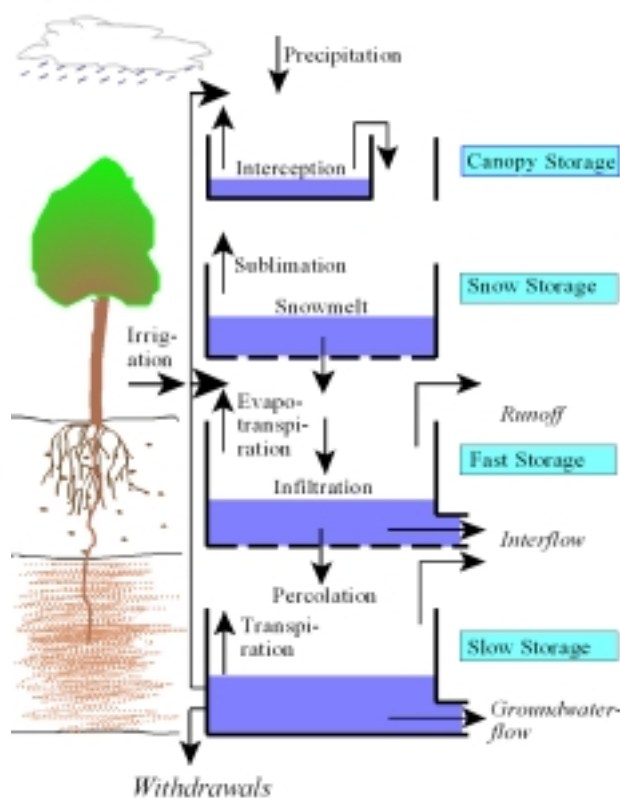 Precipitation
Interception
Canopy Storage
Sublimation
Snow Storage
Snowmelt
Irrig-
ation
Evapo-
transpi-
ration
Runoff
Fast Storage
Infiltration
Interflow
Percolation
Transpi-
ration
Slow Storage
Groundwater-
flow
Withdrawals